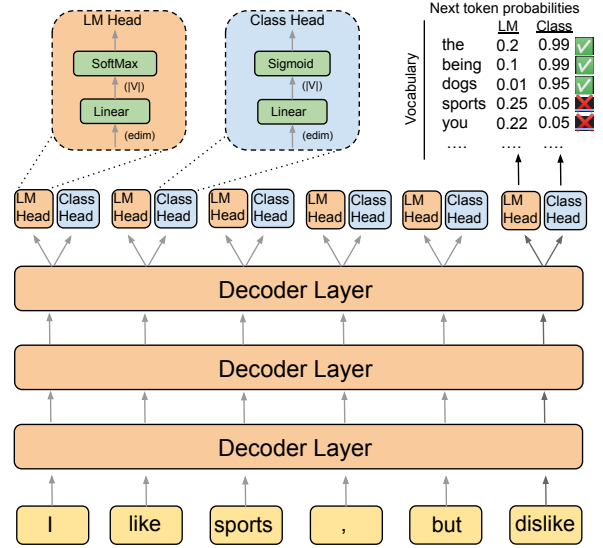 LM Head
SoftMax
(|V|)
Linear
(edim)
Class Head
Sigmoid
(|V|)
Linear
(edim)
Next token probabilities
LM Class
Vocabulary
the 0.2 0.99
being 0.1 0.99
dogs 0.01 0.95
sports 0.25 0.05
you 0.22 0.05
.... .... ....
LM Head Class Head LM Head Class Head LM Head Class Head LM Head Class Head LM Head Class Head LM Head Class Head
Decoder Layer
Decoder Layer
Decoder Layer
I like sports , but dislike